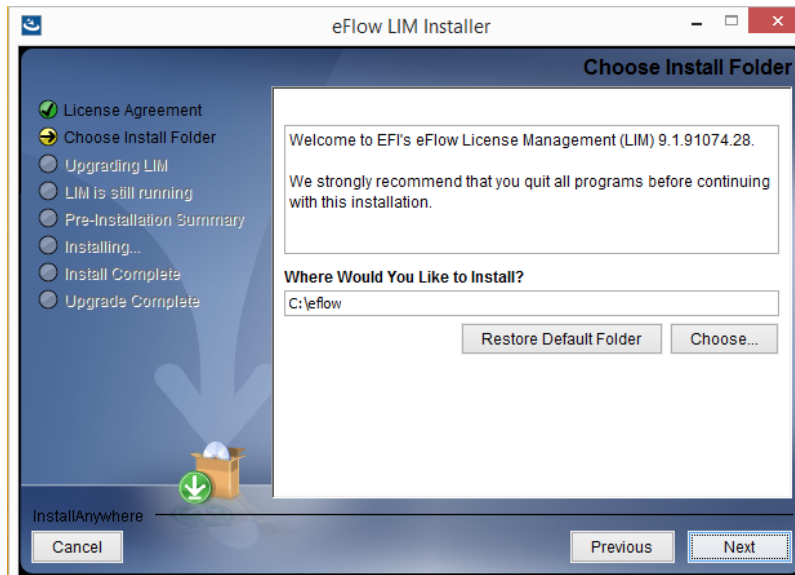 eFlow LIM Installer
Choose Install Folder
License Agreement
Choose Install Folder
Upgrading LIM
LIM is still running
Pre-Installation Summary
Installing...
Install Complete
Upgrade Complete
Welcome to EFI's eFlow License Management (LIM) 9.1.91074.28.
We strongly recommend that you quit all programs before continuing
with this installation.
Where Would You Like to Install?
C:\eflow
Restore Default Folder
Choose...
InstallAnywhere
Cancel
Previous
Next